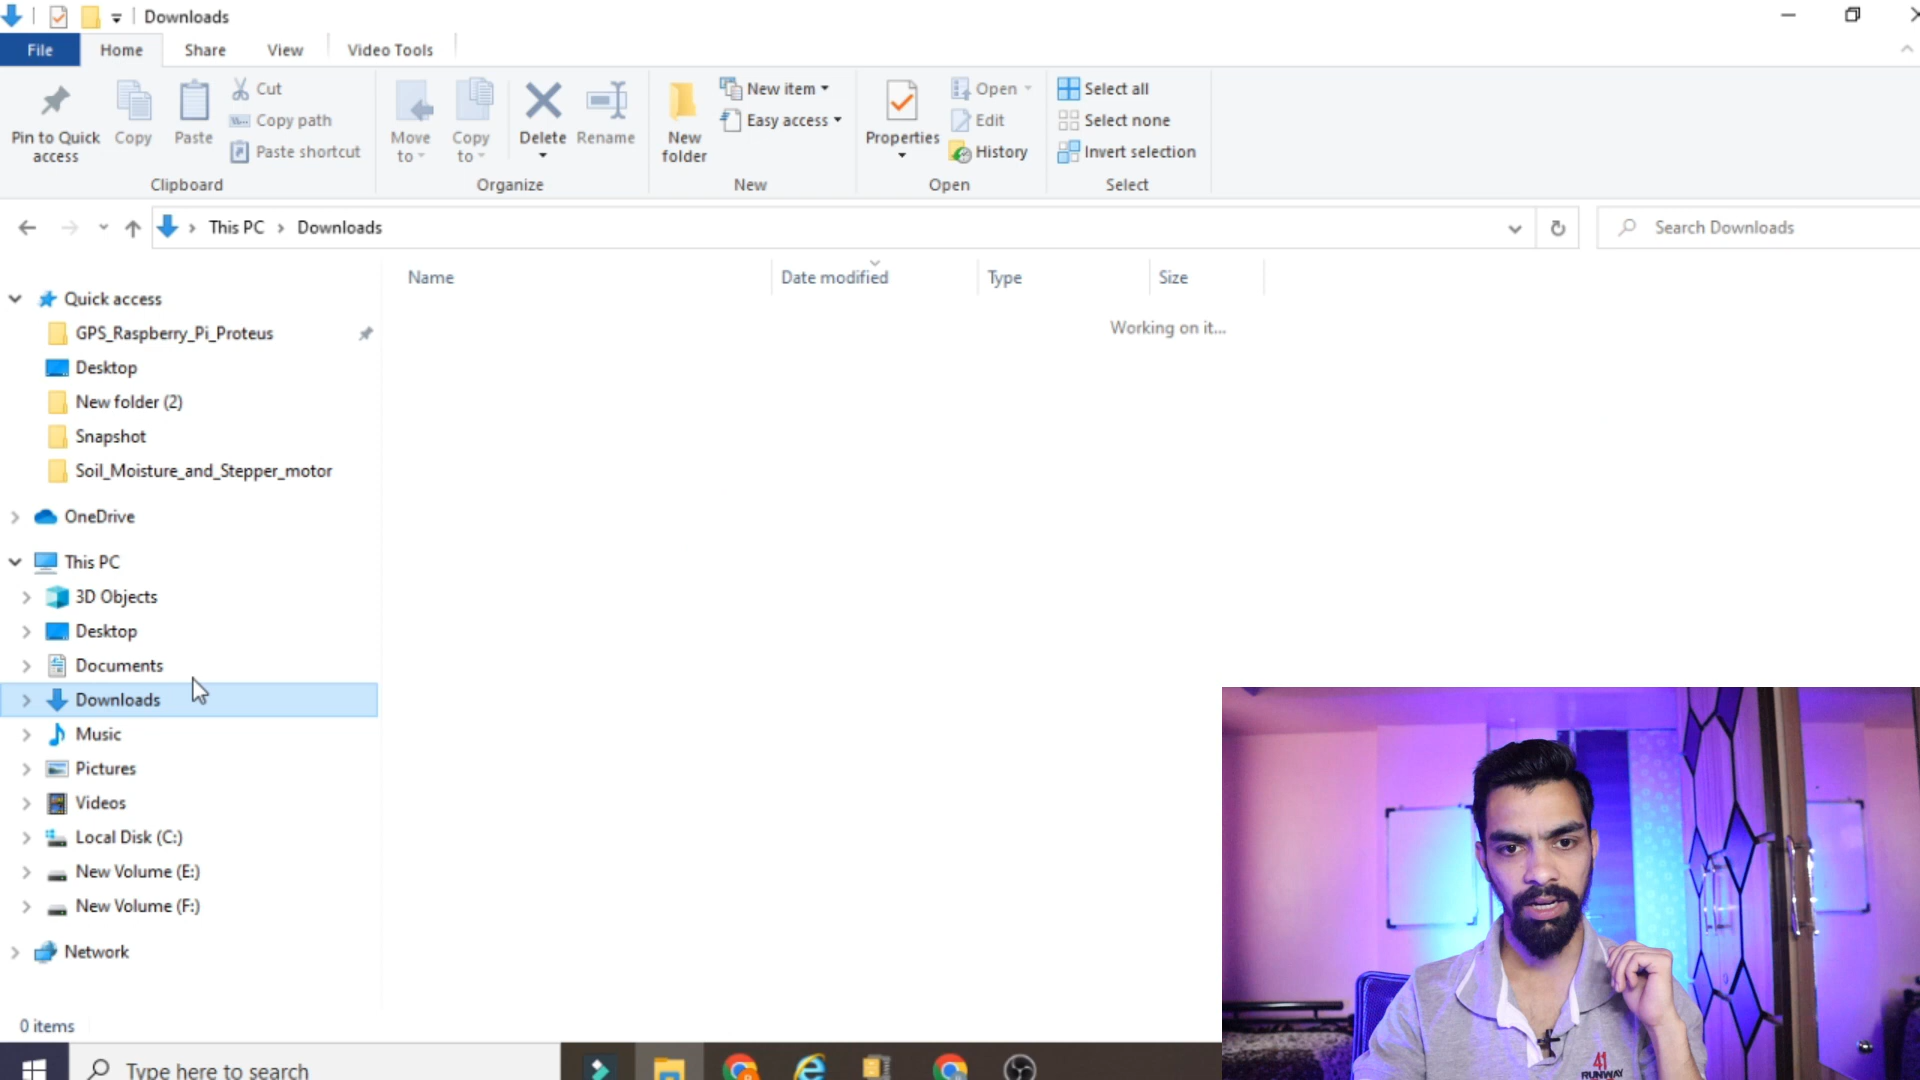 Downloads
File Home Share View Video Tools
Pin to Quick access
Copy
Paste
Cut
Copy path
Paste shortcut
Clipboard
Move to
Copy to
Delete
Rename
Organize
New folder
New item
Easy access
New
Properties
Open
Edit
History
Open
Select all
Select none
Invert selection
Select
This PC > Downloads
Search Downloads
Name Date modified Type Size
Working on it...
Quick access
GPS_Raspberry_Pi_Proteus
Desktop
New folder (2)
Snapshot
Soil_Moisture_and_Stepper_motor
OneDrive
This PC
3D Objects
Desktop
Documents
Downloads
Music
Pictures
Videos
Local Disk (C:)
New Volume (E:)
New Volume (F:)
Network
0 items
Type here to search
41
RUNWAY